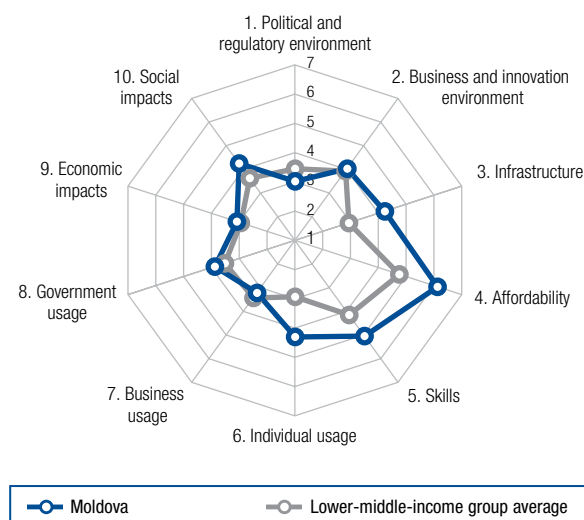 1. Political and
regulatory environment
7
6
5
4
3
2
1
2. Business and innovation
environment
3. Infrastructure
4. Affordability
5. Skills
6. Individual usage
7. Business
usage
8. Government
usage
9. Economic
impacts
10. Social
impacts
Moldova
Lower-middle-income group average